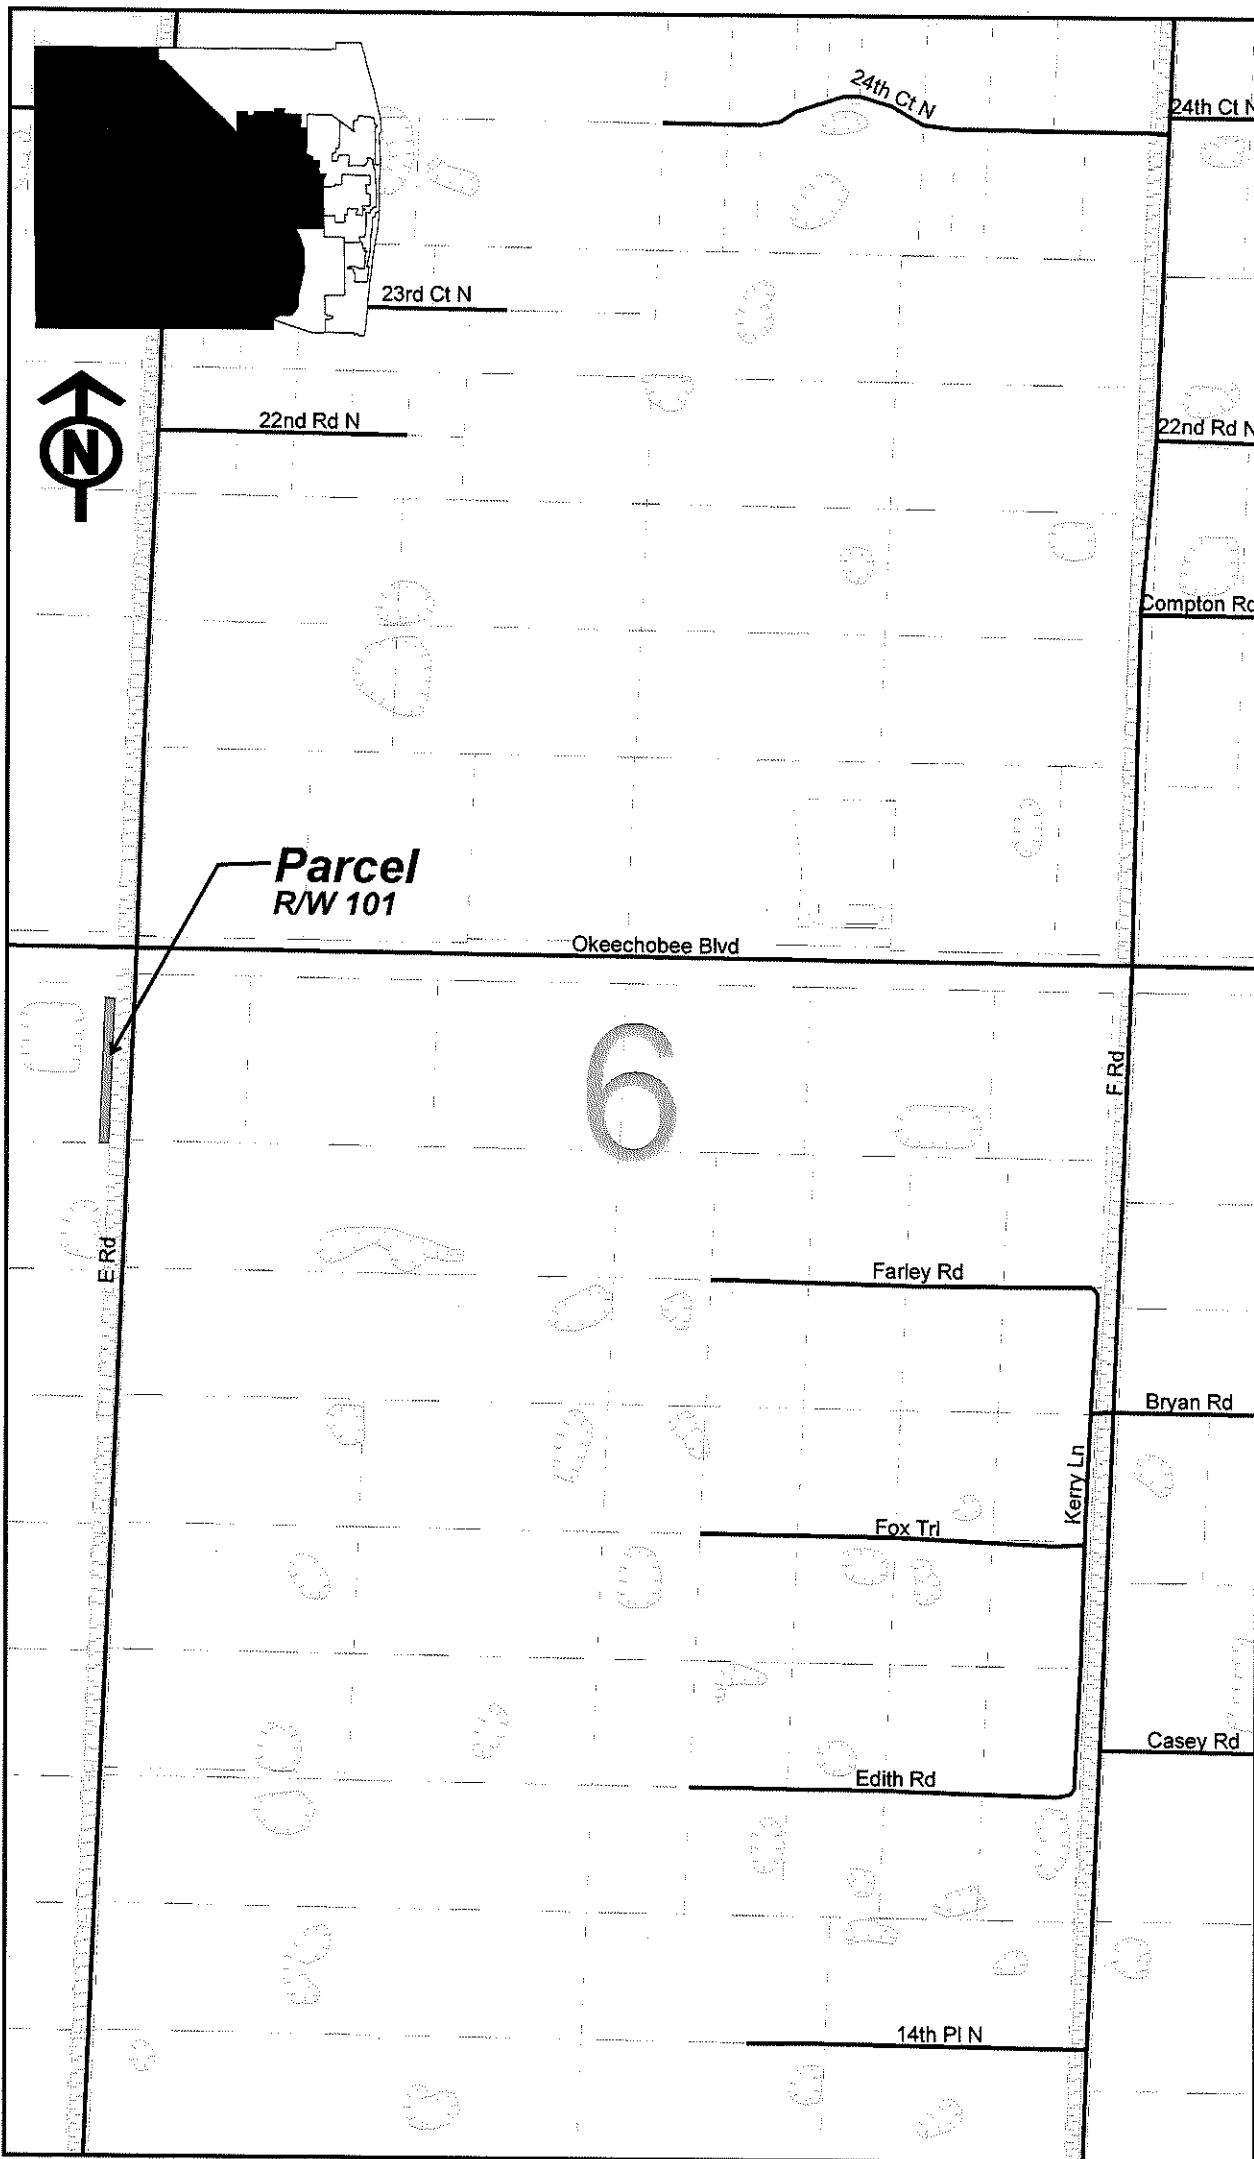 24th Ct N
24th Ct N
23rd Ct N
22nd Rd N
22nd Rd N
N
Compton Rd
Parcel
R/W 101
Okeechobee Blvd
6
F Rd
E Rd
Farley Rd
Bryan Rd
Kerry Ln
Fox Trl
Casey Rd
Edith Rd
14th Pl N